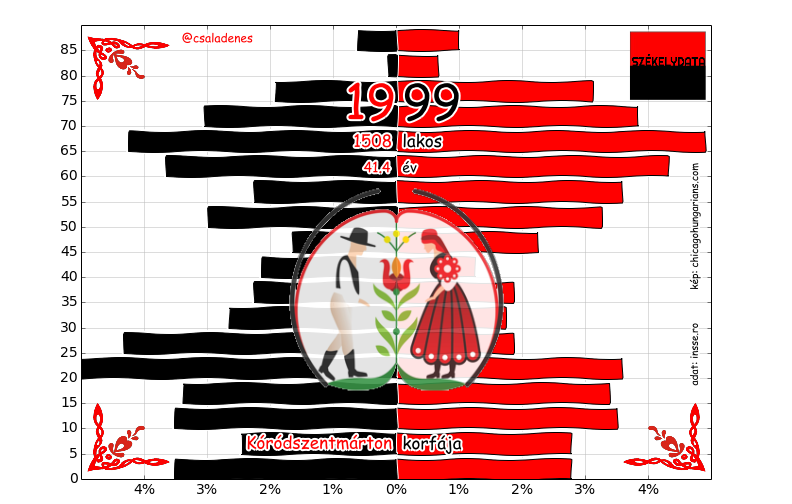 @csaladenes
SZÉKELYDATA
1999
1508 lakos
41,4 év
kép: chicagohungarians.com
adat: insse.ro
Kóródszentmárton korfája
85
80
75
70
65
60
55
50
45
40
35
30
25
20
15
10
5
0
4% 3% 2% 1% 0% 1% 2% 3% 4%